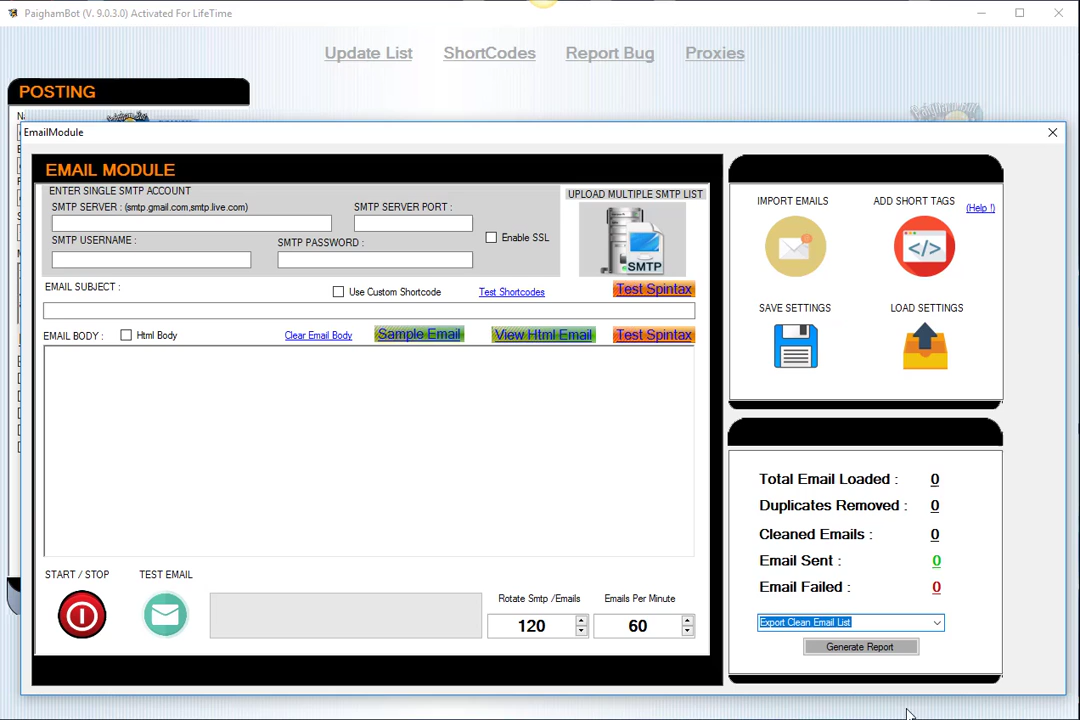 PaighamBot (V. 9.0.3.0) Activated For LifeTime
Update List ShortCodes Report Bug Proxies
POSTING
EmailModule
EMAIL MODULE
ENTER SINGLE SMTP ACCOUNT
UPLOAD MULTIPLE SMTP LIST
SMTP SERVER : (smtp.gmail.com,smtp.live.com)
SMTP SERVER PORT :
SMTP USERNAME :
SMTP PASSWORD :
Enable SSL
SMTP
EMAIL SUBJECT :
Use Custom Shortcode
Test Shortcodes
Test Spintax
EMAIL BODY :
Html Body
Clear Email Body
Sample Email
View Html Email
Test Spintax
START / STOP
TEST EMAIL
Rotate Smtp /Emails
Emails Per Minute
120
60
IMPORT EMAILS
ADD SHORT TAGS
(Help !)
</>
SAVE SETTINGS
LOAD SETTINGS
Total Email Loaded : 0
Duplicates Removed : 0
Cleaned Emails : 0
Email Sent : 0
Email Failed : 0
Export Clean Email List
Generate Report